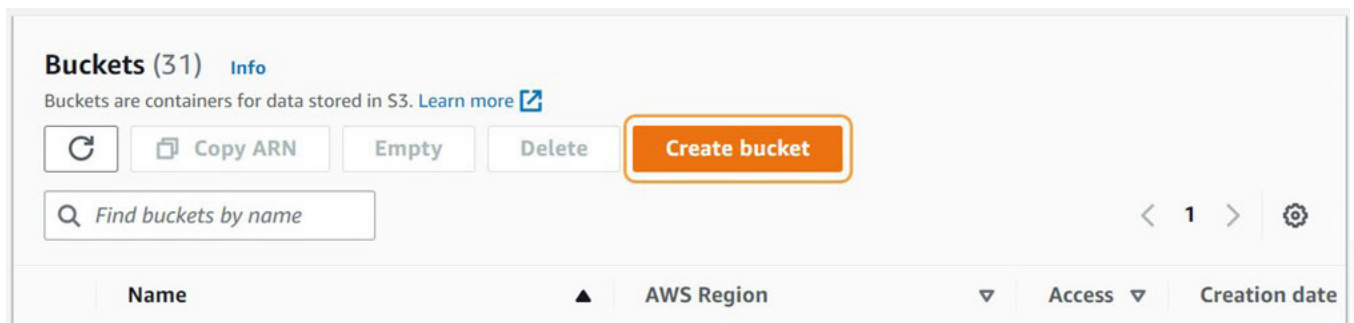 Buckets (31) Info
Buckets are containers for data stored in S3. Learn more
Copy ARN Empty Delete Create bucket
Find buckets by name 1
Name AWS Region Access Creation date